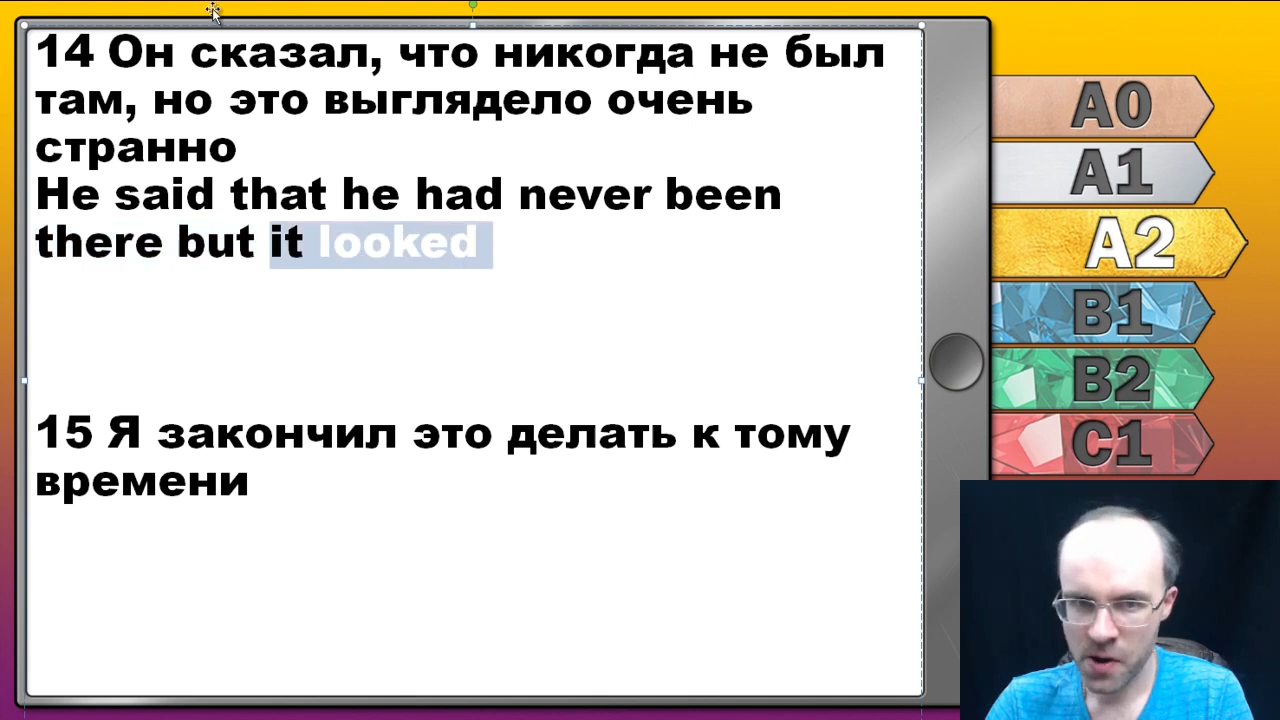 14 Он сказал, что никогда не был
там, но это выглядело очень
странно
He said that he had never been
there but it looked
15 Я закончил это делать к тому
времени
A0
A1
A2
B1
B2
C1